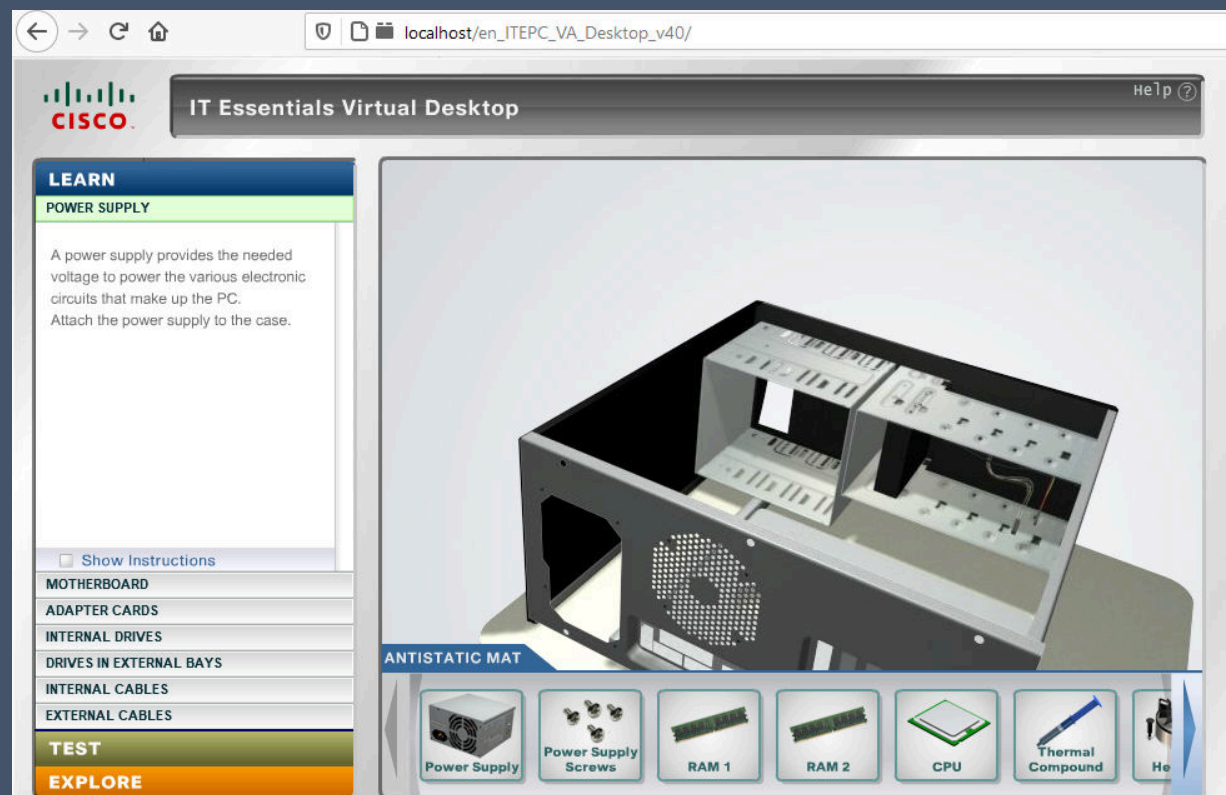 localhost/en_ITEPC_VA_Desktop_v40/
CISCO
IT Essentials Virtual Desktop
Help ?
LEARN
POWER SUPPLY
A power supply provides the needed
voltage to power the various electronic
circuits that make up the PC.
Attach the power supply to the case.
Show Instructions
MOTHERBOARD
ADAPTER CARDS
INTERNAL DRIVES
DRIVES IN EXTERNAL BAYS
INTERNAL CABLES
EXTERNAL CABLES
TEST
EXPLORE
ANTISTATIC MAT
Power Supply
Power Supply
Screws
RAM 1
RAM 2
CPU
Thermal
Compound
He